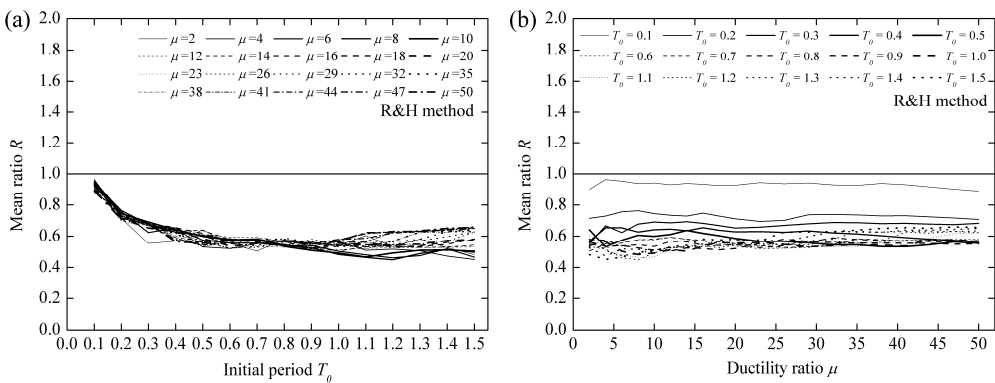 (a)
μ=2 μ=4 μ=6 μ=8 μ=10
μ=12 μ=14 μ=16 μ=18 μ=20
μ=23 μ=26 μ=29 μ=32 μ=35
μ=38 μ=41 μ=44 μ=47 μ=50
R&H method
Mean ratio R
2.0
1.8
1.6
1.4
1.2
1.0
0.8
0.6
0.4
0.2
0.0
0.0 0.1 0.2 0.3 0.4 0.5 0.6 0.7 0.8 0.9 1.0 1.1 1.2 1.3 1.4 1.5
Initial period T0
(b)
T0 = 0.1 T0 = 0.2 T0 = 0.3 T0 = 0.4 T0 = 0.5
T0 = 0.6 T0 = 0.7 T0 = 0.8 T0 = 0.9 T0 = 1.0
T0 = 1.1 T0 = 1.2 T0 = 1.3 T0 = 1.4 T0 = 1.5
R&H method
Mean ratio R
2.0
1.8
1.6
1.4
1.2
1.0
0.8
0.6
0.4
0.2
0.0
0 5 10 15 20 25 30 35 40 45 50
Ductility ratio μ